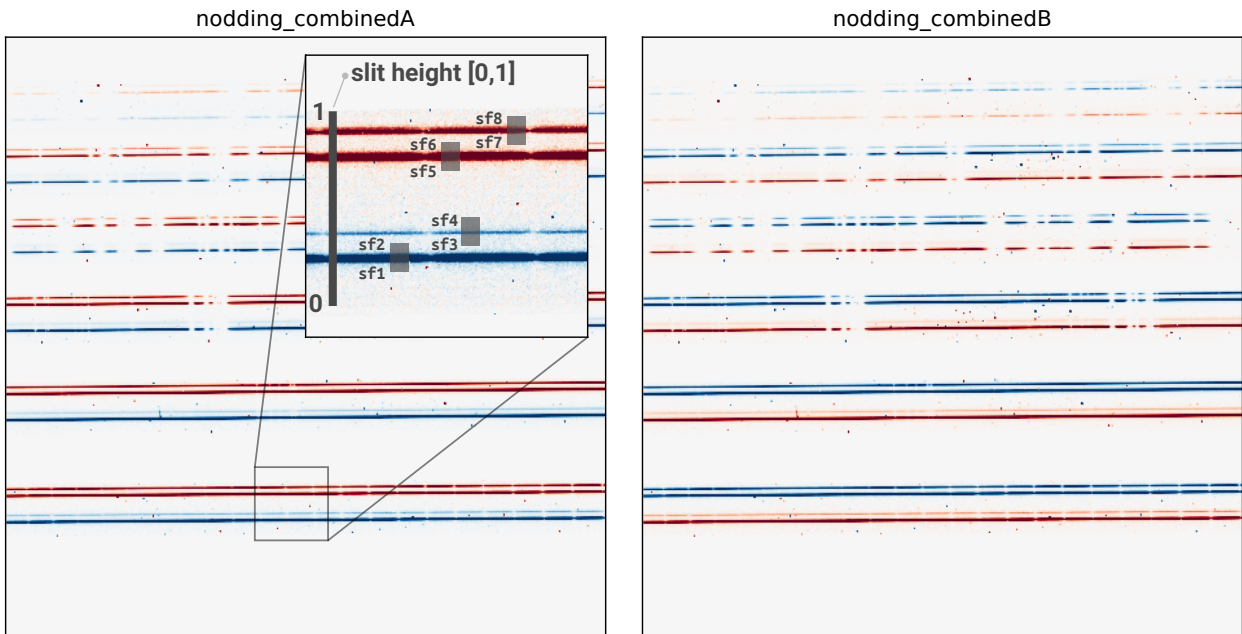 nodding_combinedA
nodding_combinedB
slit height [0,1]
1
sf8
sf6
sf7
sf5
sf4
sf2
sf3
sf1
0